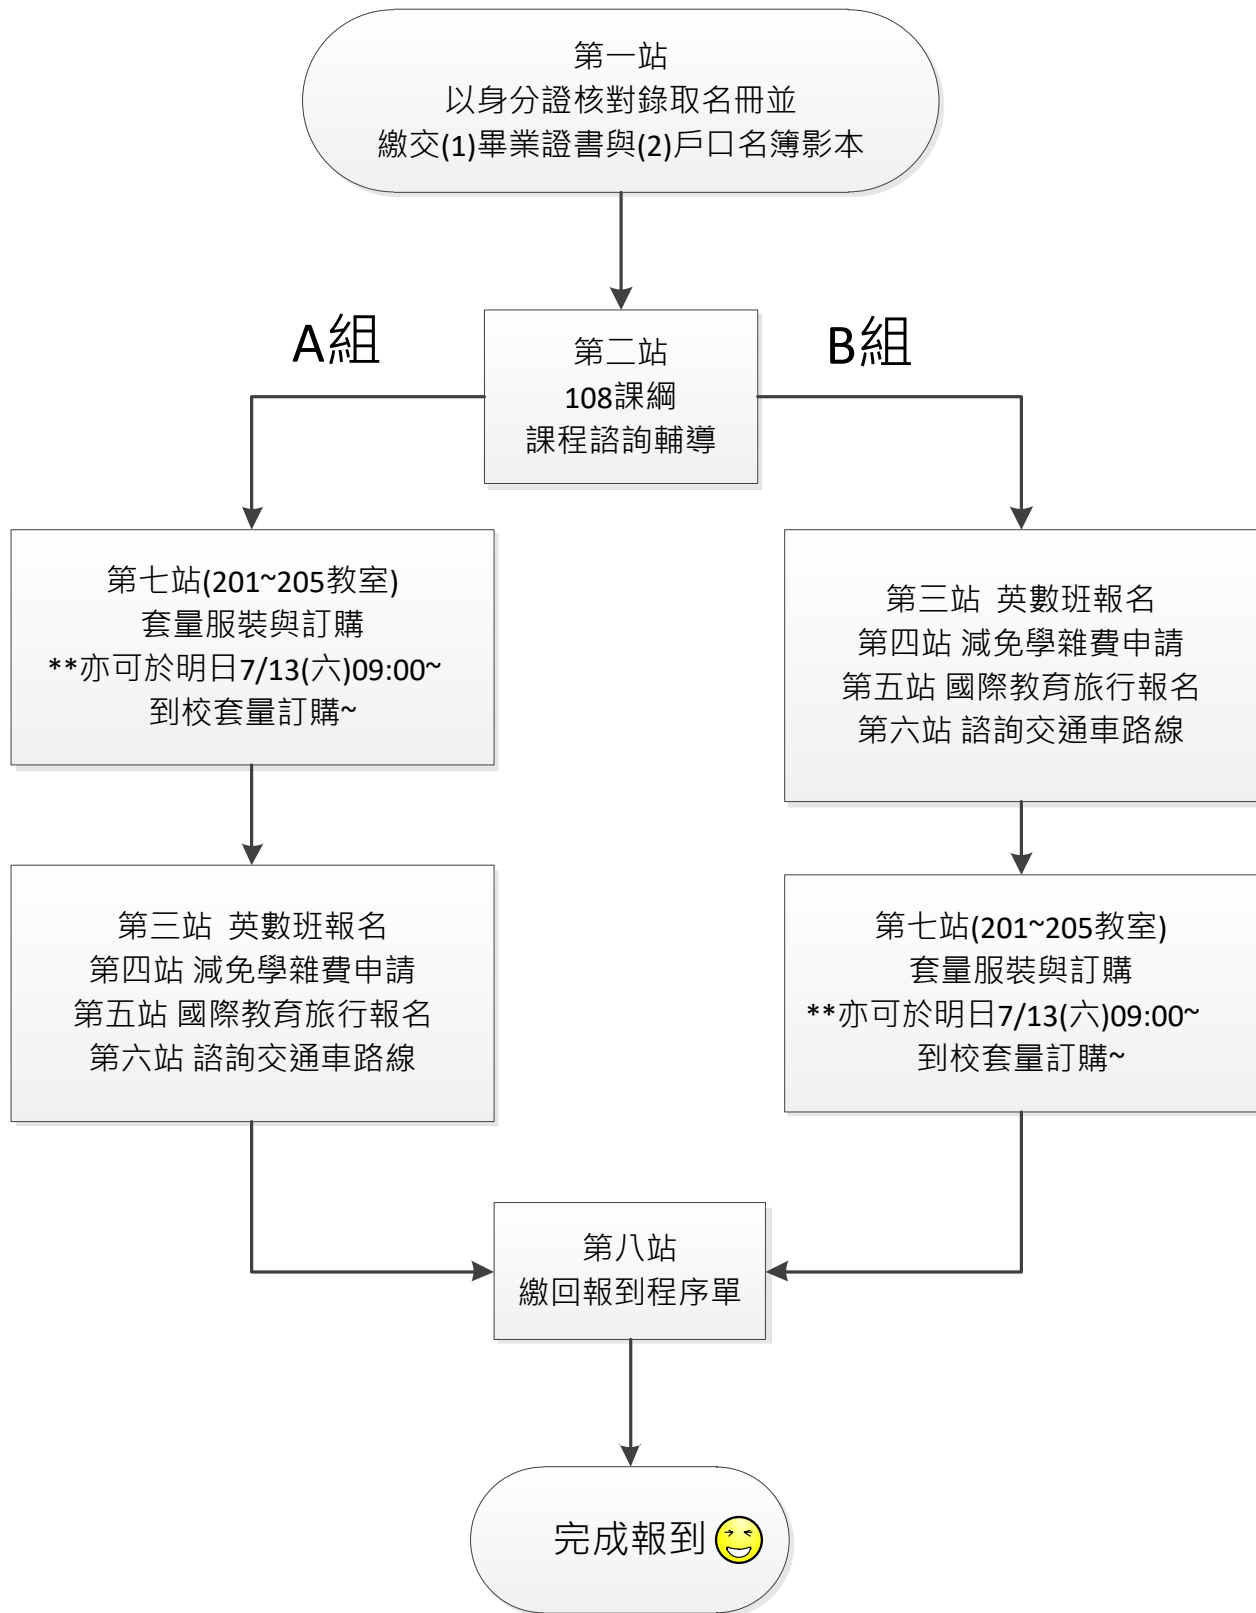 第一站
以身分證核對錄取名冊並
繳交(1)畢業證書與(2)戶口名簿影本
A組
第二站
108課綱
課程諮詢輔導
B組
第七站(201~205教室)
套量服裝與訂購
**亦可於明日7/13(六)09:00~
到校套量訂購~
第三站 英數班報名
第四站 減免學雜費申請
第五站 國際教育旅行報名
第六站 諮詢交通車路線
第三站 英數班報名
第四站 減免學雜費申請
第五站 國際教育旅行報名
第六站 諮詢交通車路線
第七站(201~205教室)
套量服裝與訂購
**亦可於明日7/13(六)09:00~
到校套量訂購~
第八站
繳回報到程序單
完成報到